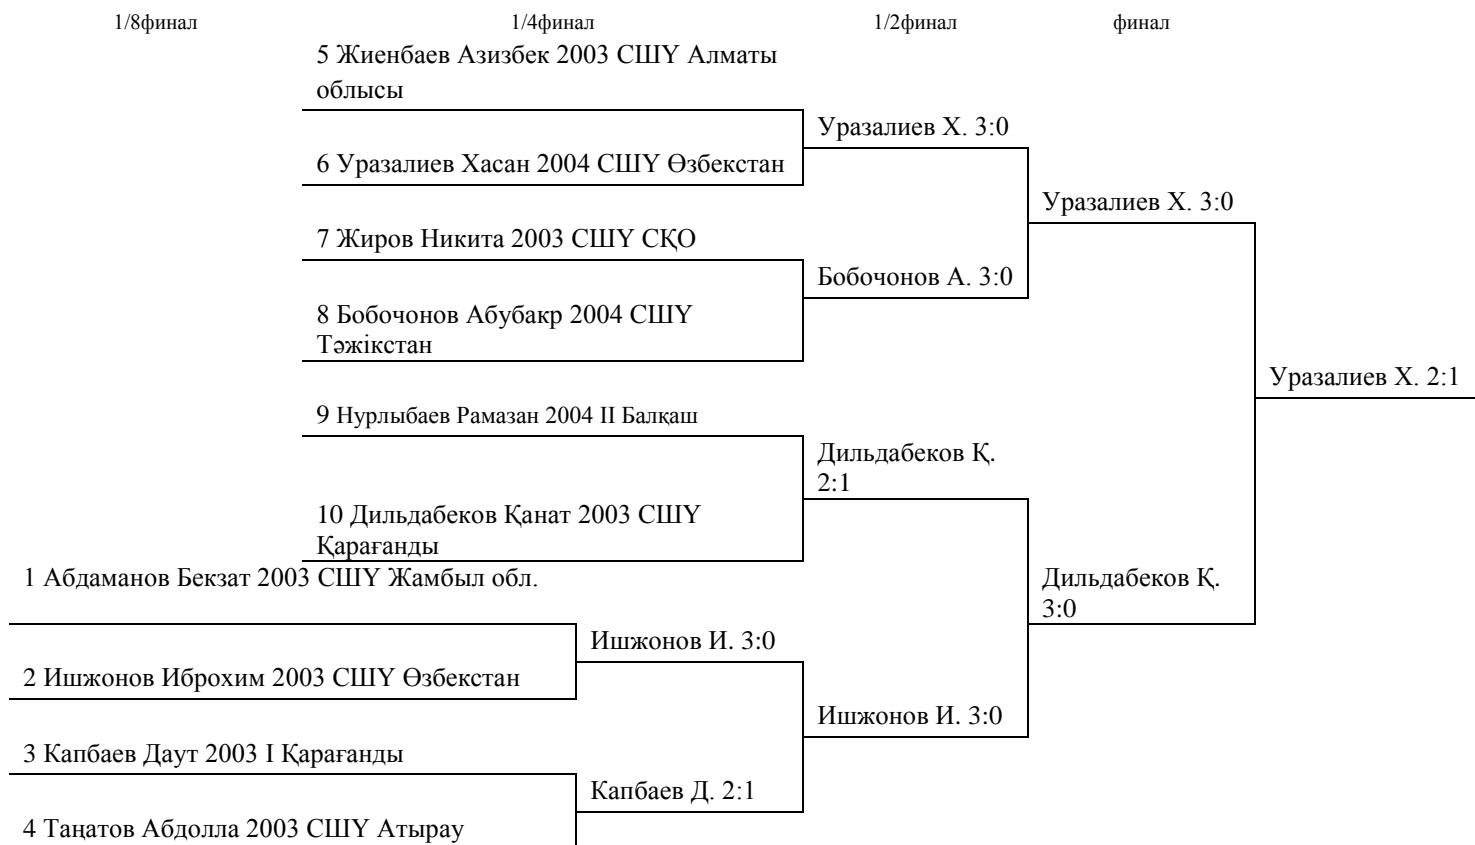 1/8финал 1/4финал 1/2финал финал
5 Жиенбаев Азизбек 2003 СШҮ Алматы
облысы
Уразалиев Х. 3:0
6 Уразалиев Хасан 2004 СШҮ Өзбекстан
Уразалиев Х. 3:0
7 Жиров Никита 2003 СШҮ СҚО
Бобочонов А. 3:0
8 Бобочонов Абубакр 2004 СШҮ
Тәжікстан
Уразалиев Х. 2:1
9 Нурлыбаев Рамазан 2004 ІІ Балқаш
Дильдабеков Қ.
2:1
10 Дильдабеков Қанат 2003 СШҮ
Қарағанды
1 Абдаманов Бекзат 2003 СШҮ Жамбыл обл.
Дильдабеков Қ.
3:0
Ишжонов И. 3:0
2 Ишжонов Иброхим 2003 СШҮ Өзбекстан
Ишжонов И. 3:0
3 Капбаев Даут 2003 І Қарағанды
Капбаев Д. 2:1
4 Таңатов Абдолла 2003 СШҮ Атырау